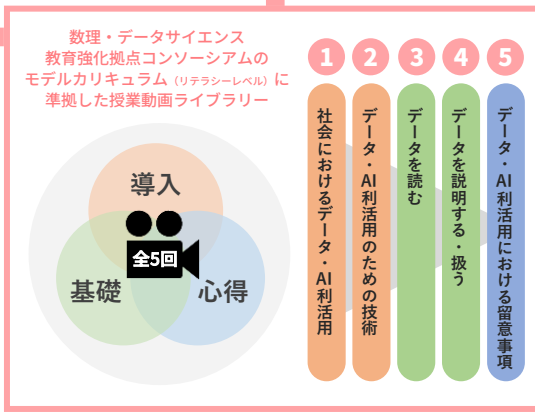 数理・データサイエンス
教育強化拠点コンソーシアムの
モデルカリキュラム（リテラシーレベル）に
準拠した授業動画ライブラリー
導入
全5回
基礎
心得
1
社会におけるデータ・AI利活用
2
データ・AI利活用のための技術
3
データを読む
4
データを説明する・扱う
5
データ・AI利活用における留意事項